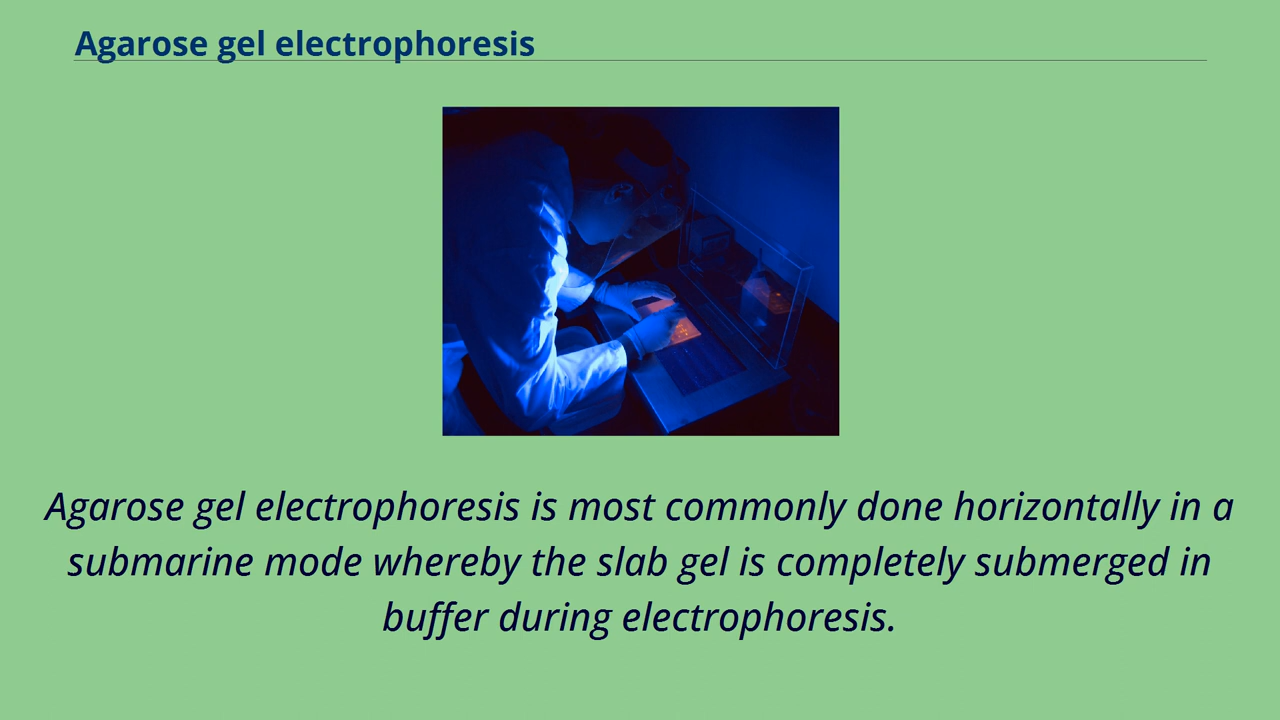 Agarose gel electrophoresis
Agarose gel electrophoresis is most commonly done horizontally in a
submarine mode whereby the slab gel is completely submerged in
buffer during electrophoresis.